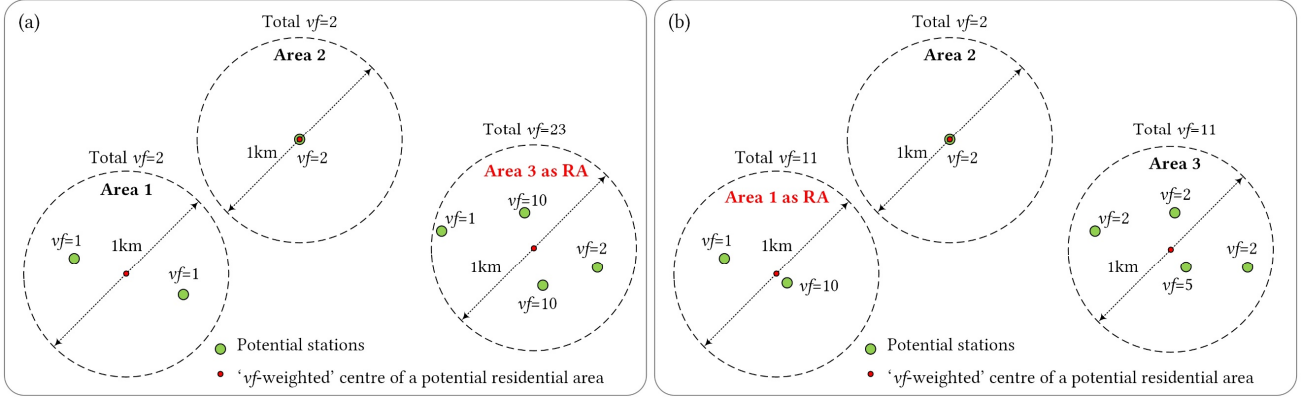 (a)
Total vf=2
Area 2
1km
vf=2
Total vf=2
Area 1
vf=1
1km
vf=1
Total vf=23
Area 3 as RA
vf=10
vf=1
vf=2
1km
vf=10
Potential stations
‘vf-weighted’ centre of a potential residential area
(b)
Total vf=2
Area 2
1km
vf=2
Total vf=11
Area 1 as RA
vf=1
1km
vf=10
Total vf=11
Area 3
vf=2
vf=2
vf=2
1km
vf=5
Potential stations
‘vf-weighted’ centre of a potential residential area